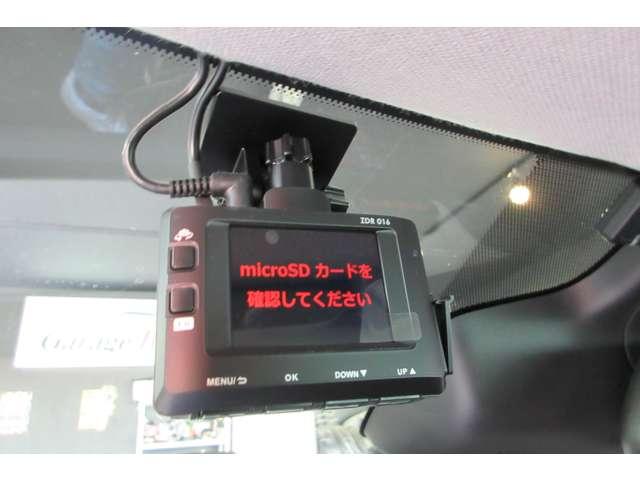 ZDR 016
microSD カードを
確認してください
MENU/⮌ OK DOWN▼ UP▲
Garage